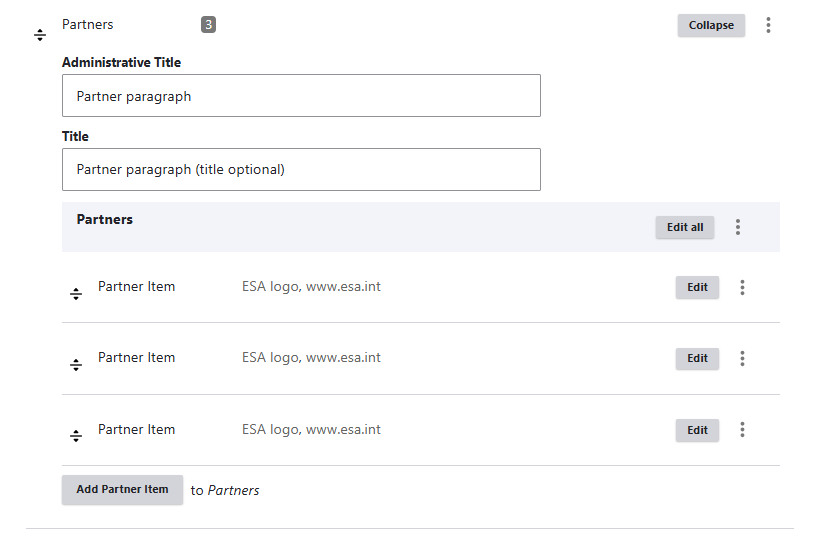 Partners 3 Collapse
Administrative Title
Partner paragraph
Title
Partner paragraph (title optional)
Partners Edit all
Partner Item ESA logo, www.esa.int Edit
Partner Item ESA logo, www.esa.int Edit
Partner Item ESA logo, www.esa.int Edit
Add Partner Item to Partners